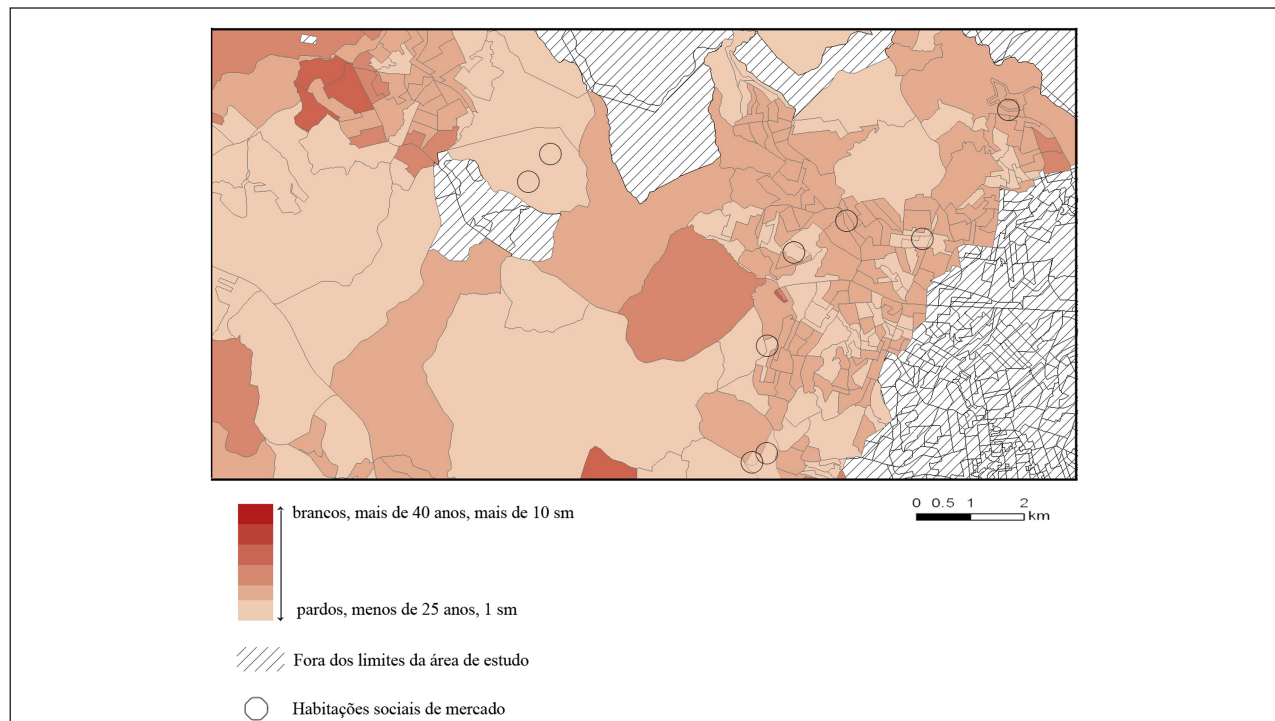 brancos, mais de 40 anos, mais de 10 sm
0 0.5 1 2
km
pardos, menos de 25 anos, 1 sm
Fora dos limites da área de estudo
Habitações sociais de mercado